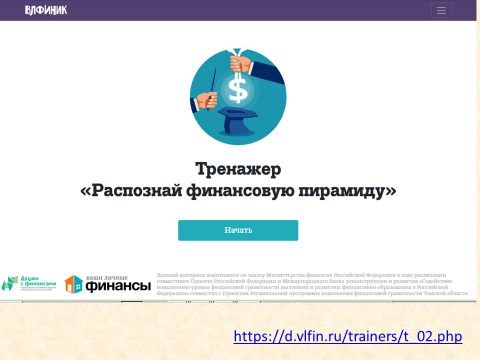 ВЛФИНИК
$
Тренажер
«Распознай финансовую пирамиду»
Начать
Дружи
с финансами
ваши личные
финансы
Данный материал подготовлен по заказу Министерства финансов Российской Федерации в ходе реализации
совместного Проекта Российской Федерации и Международного банка реконструкции и развития «Содействие
повышению уровня финансовой грамотности населения и развитию финансового образования в Российской
Федерации» совместно с Проектом Региональной программы повышения финансовой грамотности Томской области
https://d.vlfin.ru/trainers/t_02.php